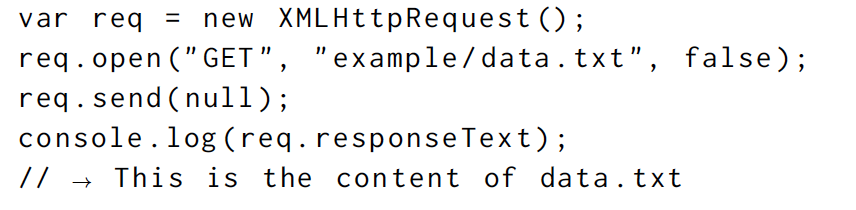 var req = new XMLHttpRequest();
req.open("GET", "example/data.txt", false);
req.send(null);
console.log(req.responseText);
// → This is the content of data.txt